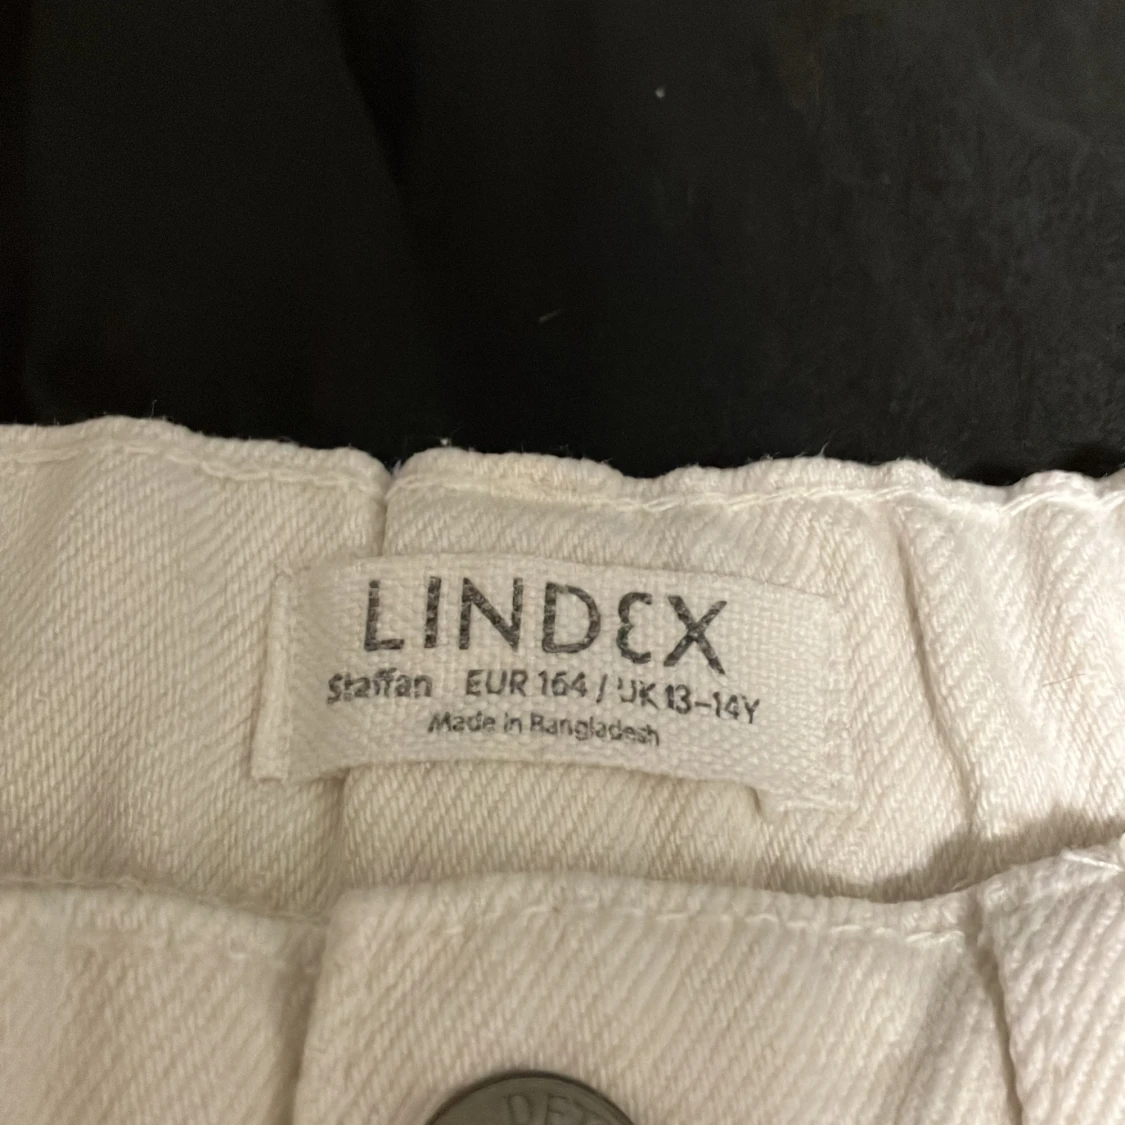 LINDEX
Staffan EUR 164 / UK 13-14Y
Made in Bangladesh